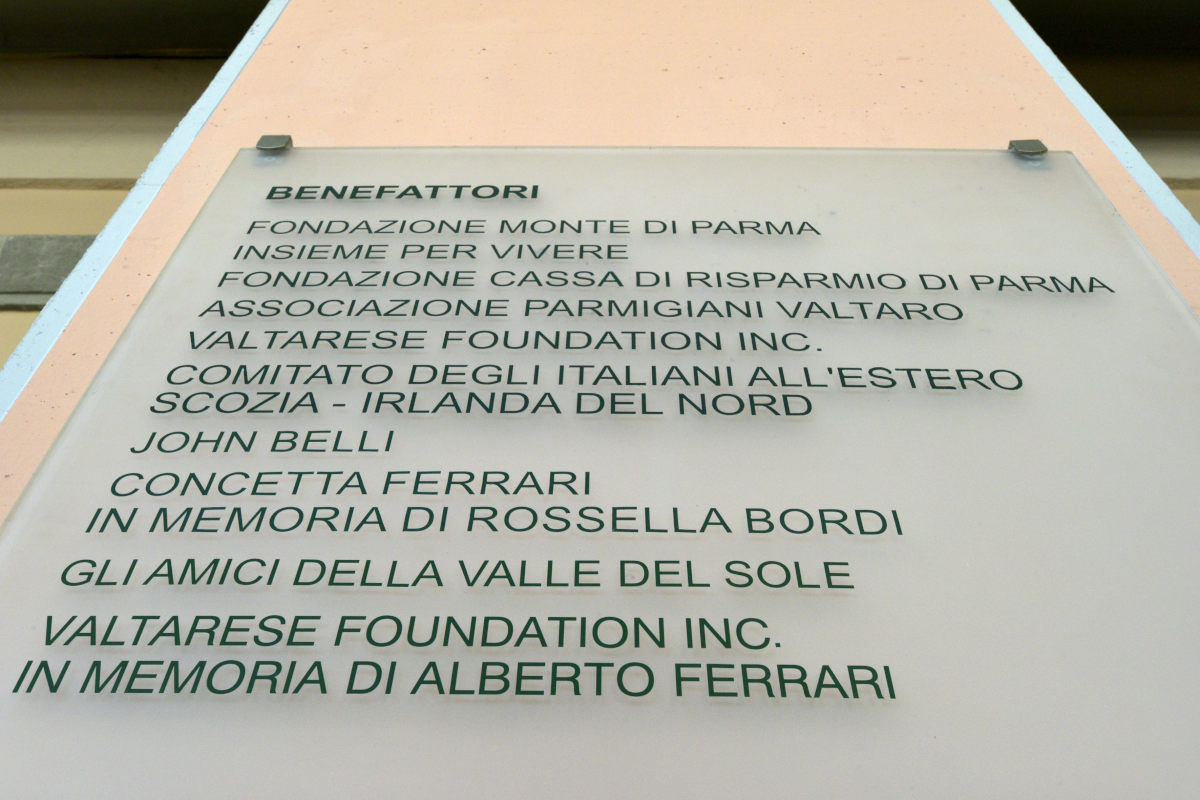 BENEFATTORI
FONDAZIONE MONTE DI PARMA
INSIEME PER VIVERE
FONDAZIONE CASSA DI RISPARMIO DI PARMA
ASSOCIAZIONE PARMIGIANI VALTARO
VALTARESE FOUNDATION INC.
COMITATO DEGLI ITALIANI ALL'ESTERO
SCOZIA - IRLANDA DEL NORD
JOHN BELLI
CONCETTA FERRARI
IN MEMORIA DI ROSSELLA BORDI
GLI AMICI DELLA VALLE DEL SOLE
VALTARESE FOUNDATION INC.
IN MEMORIA DI ALBERTO FERRARI